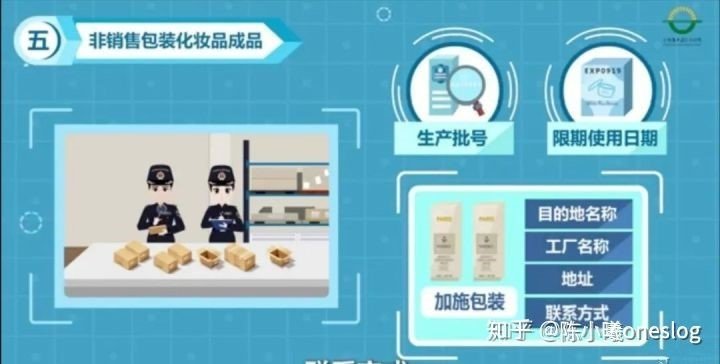 五
非销售包装化妆品成品
EXP0919
生产批号
限期使用日期
目的地名称
工厂名称
地址
联系方式
加施包装
知乎 @陈小曦oneslog